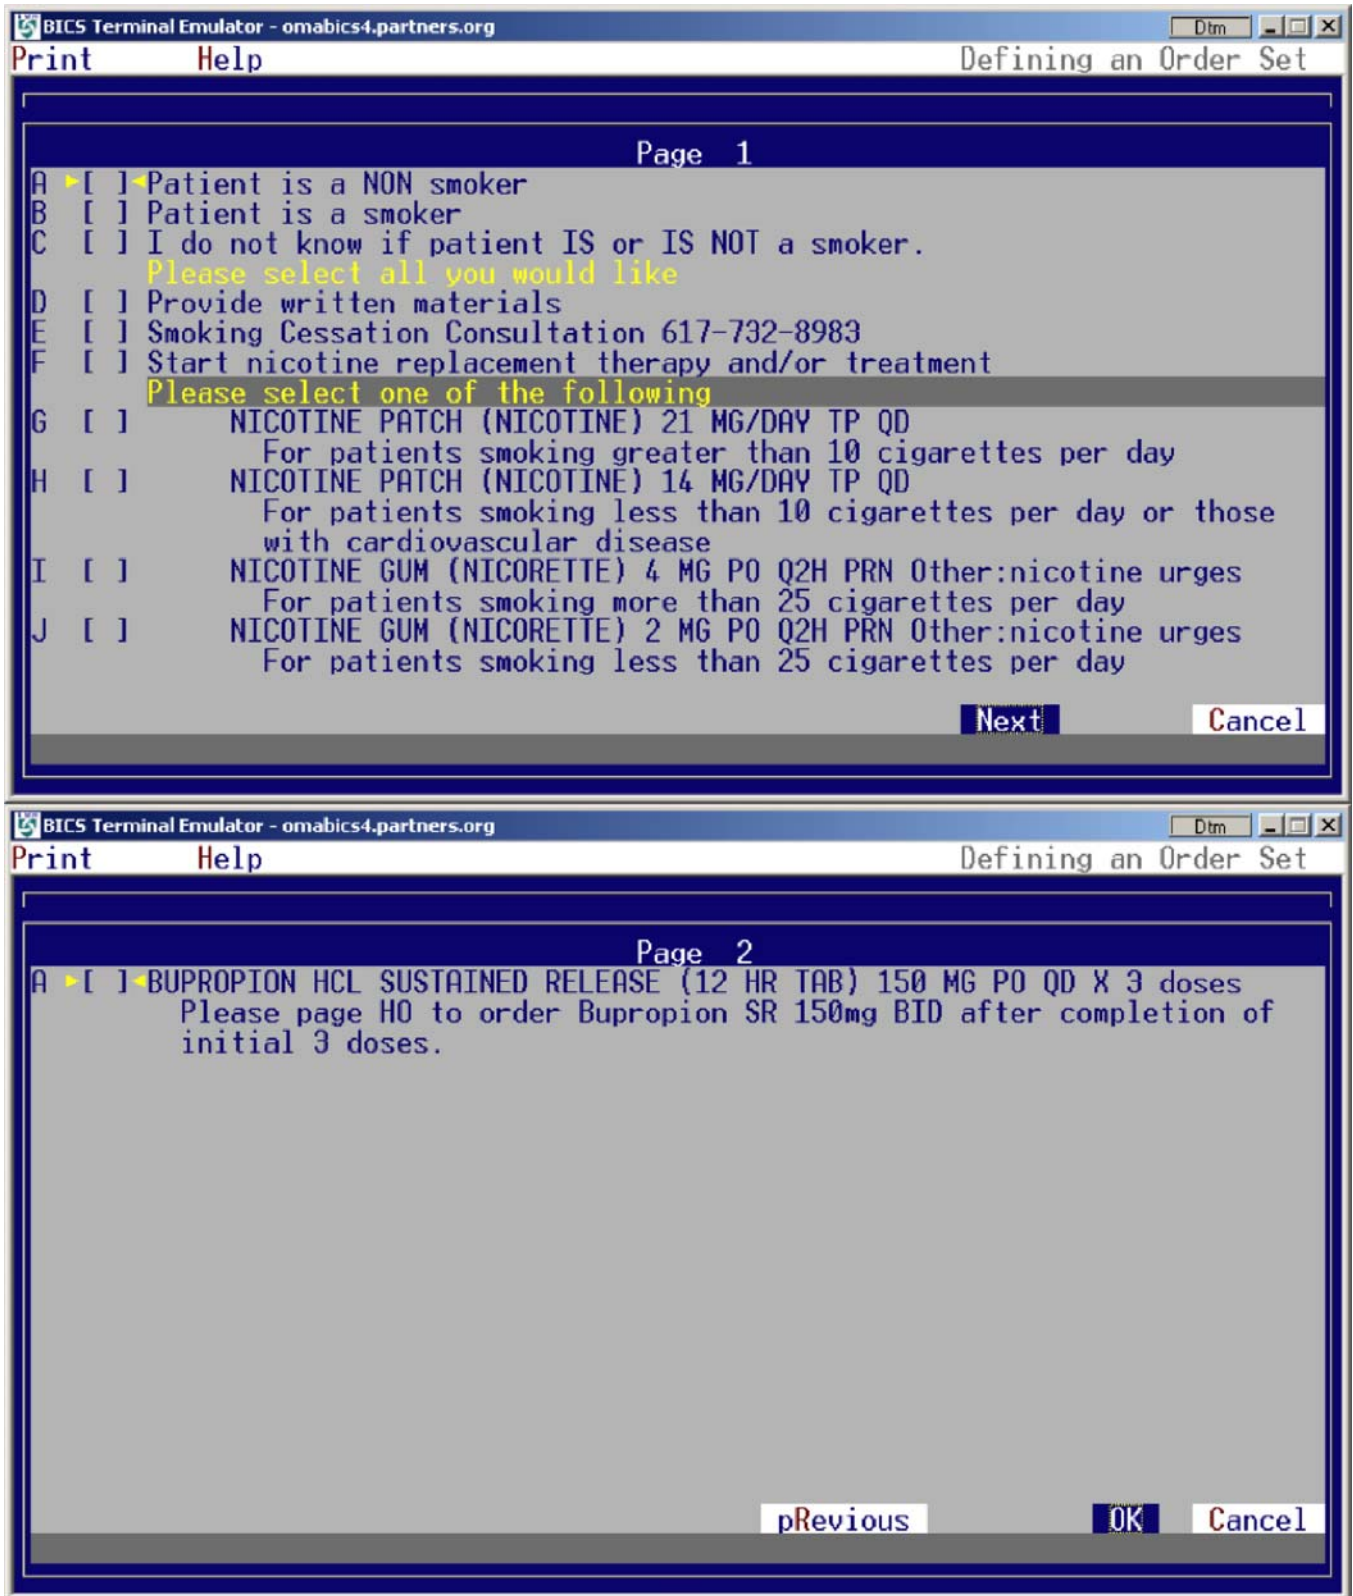 BICS Terminal Emulator - omabics4.partners.org Dtm
Print Help Defining an Order Set
Page 1
A [ ] Patient is a NON smoker
B [ ] Patient is a smoker
C [ ] I do not know if patient IS or IS NOT a smoker.
Please select all you would like
D [ ] Provide written materials
E [ ] Smoking Cessation Consultation 617-732-8983
F [ ] Start nicotine replacement therapy and/or treatment
Please select one of the following
G [ ] NICOTINE PATCH (NICOTINE) 21 MG/DAY TP QD
For patients smoking greater than 10 cigarettes per day
H [ ] NICOTINE PATCH (NICOTINE) 14 MG/DAY TP QD
For patients smoking less than 10 cigarettes per day or those
with cardiovascular disease
I [ ] NICOTINE GUM (NICORETTE) 4 MG PO Q2H PRN Other:nicotine urges
For patients smoking more than 25 cigarettes per day
J [ ] NICOTINE GUM (NICORETTE) 2 MG PO Q2H PRN Other:nicotine urges
For patients smoking less than 25 cigarettes per day
Next Cancel
BICS Terminal Emulator - omabics4.partners.org Dtm
Print Help Defining an Order Set
Page 2
A [ ] BUPROPION HCL SUSTAINED RELEASE (12 HR TAB) 150 MG PO QD X 3 doses
Please page HO to order Bupropion SR 150mg BID after completion of
initial 3 doses.
pRevious OK Cancel